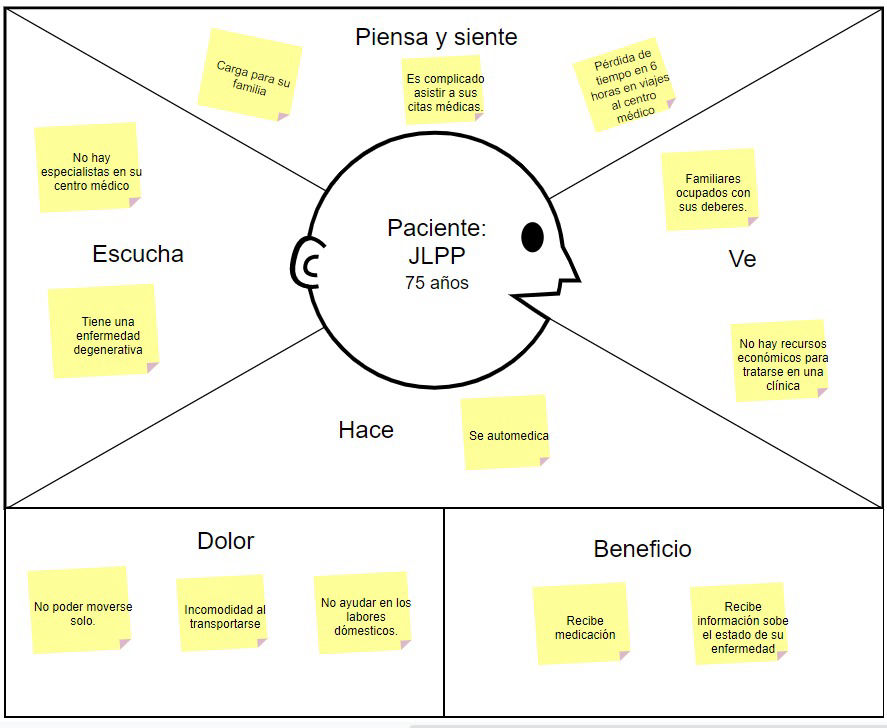 Piensa y siente
Carga para su
familia
Es complicado
asistir a sus
citas médicas.
Pérdida de
tiempo en 6
horas en viajes
al centro
médico
No hay
especialistas en su
centro médico
Escucha
Tiene una
enfermedad
degenerativa
Paciente:
JLPP
75 años
Familiares
ocupados con
sus deberes.
Ve
No hay recursos
económicos para
tratarse en una
clínica
Hace
Se automedica
Dolor
No poder moverse
solo.
Incomodidad al
transportarse
No ayudar en los
labores
dómesticos.
Beneficio
Recibe
medicación
Recibe
información sobe
el estado de su
enfermedad